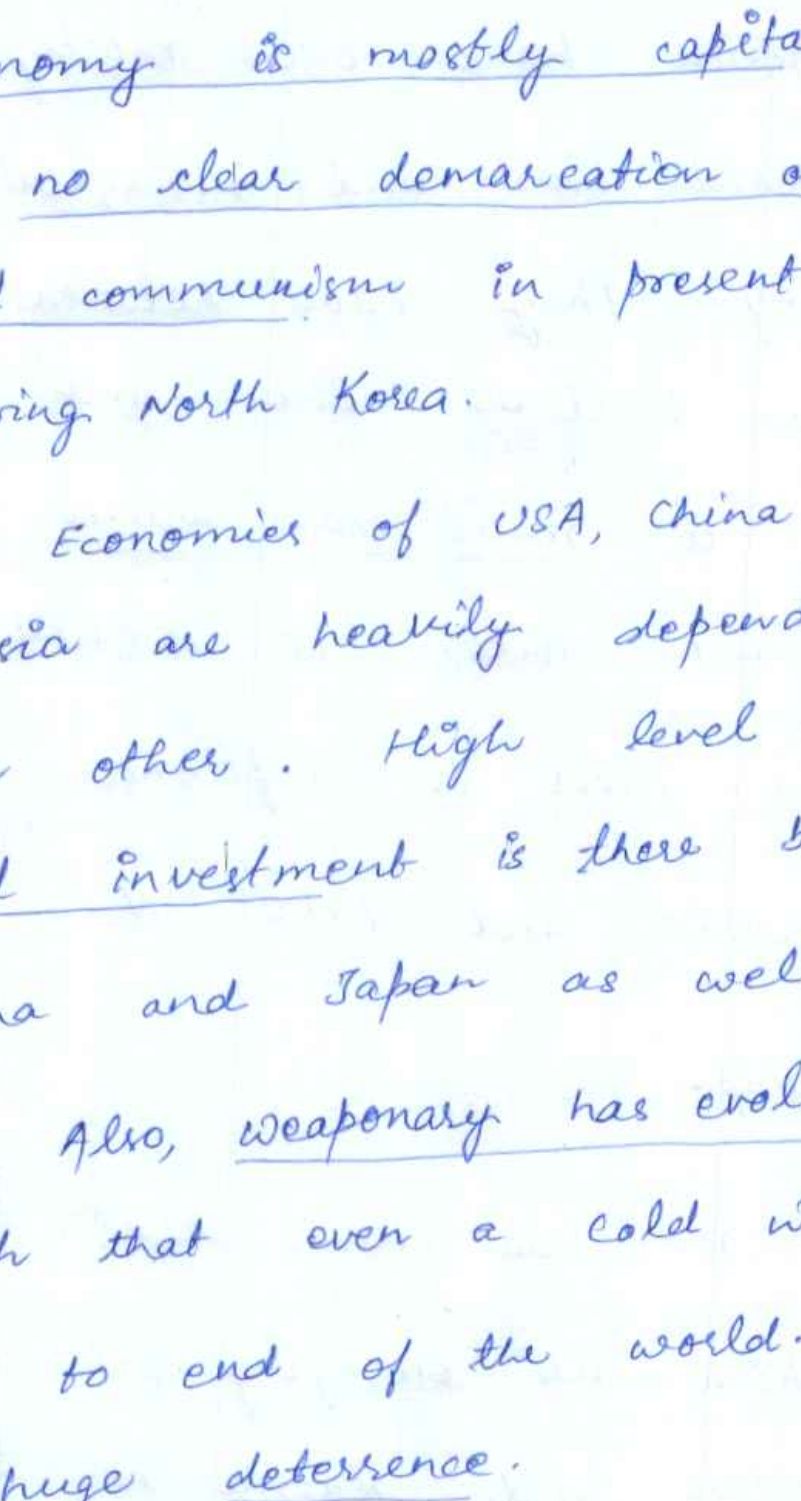 nomy is mostly capita
no clear demarcation o
l communism in present
ring North Korea.
Economies of USA, China
sia are heavily depend
other. High level
l investment is there b
na and Japan as wel
Also, weaponary has evol
h that even a cold w
to end of the world.
huge deterrence.